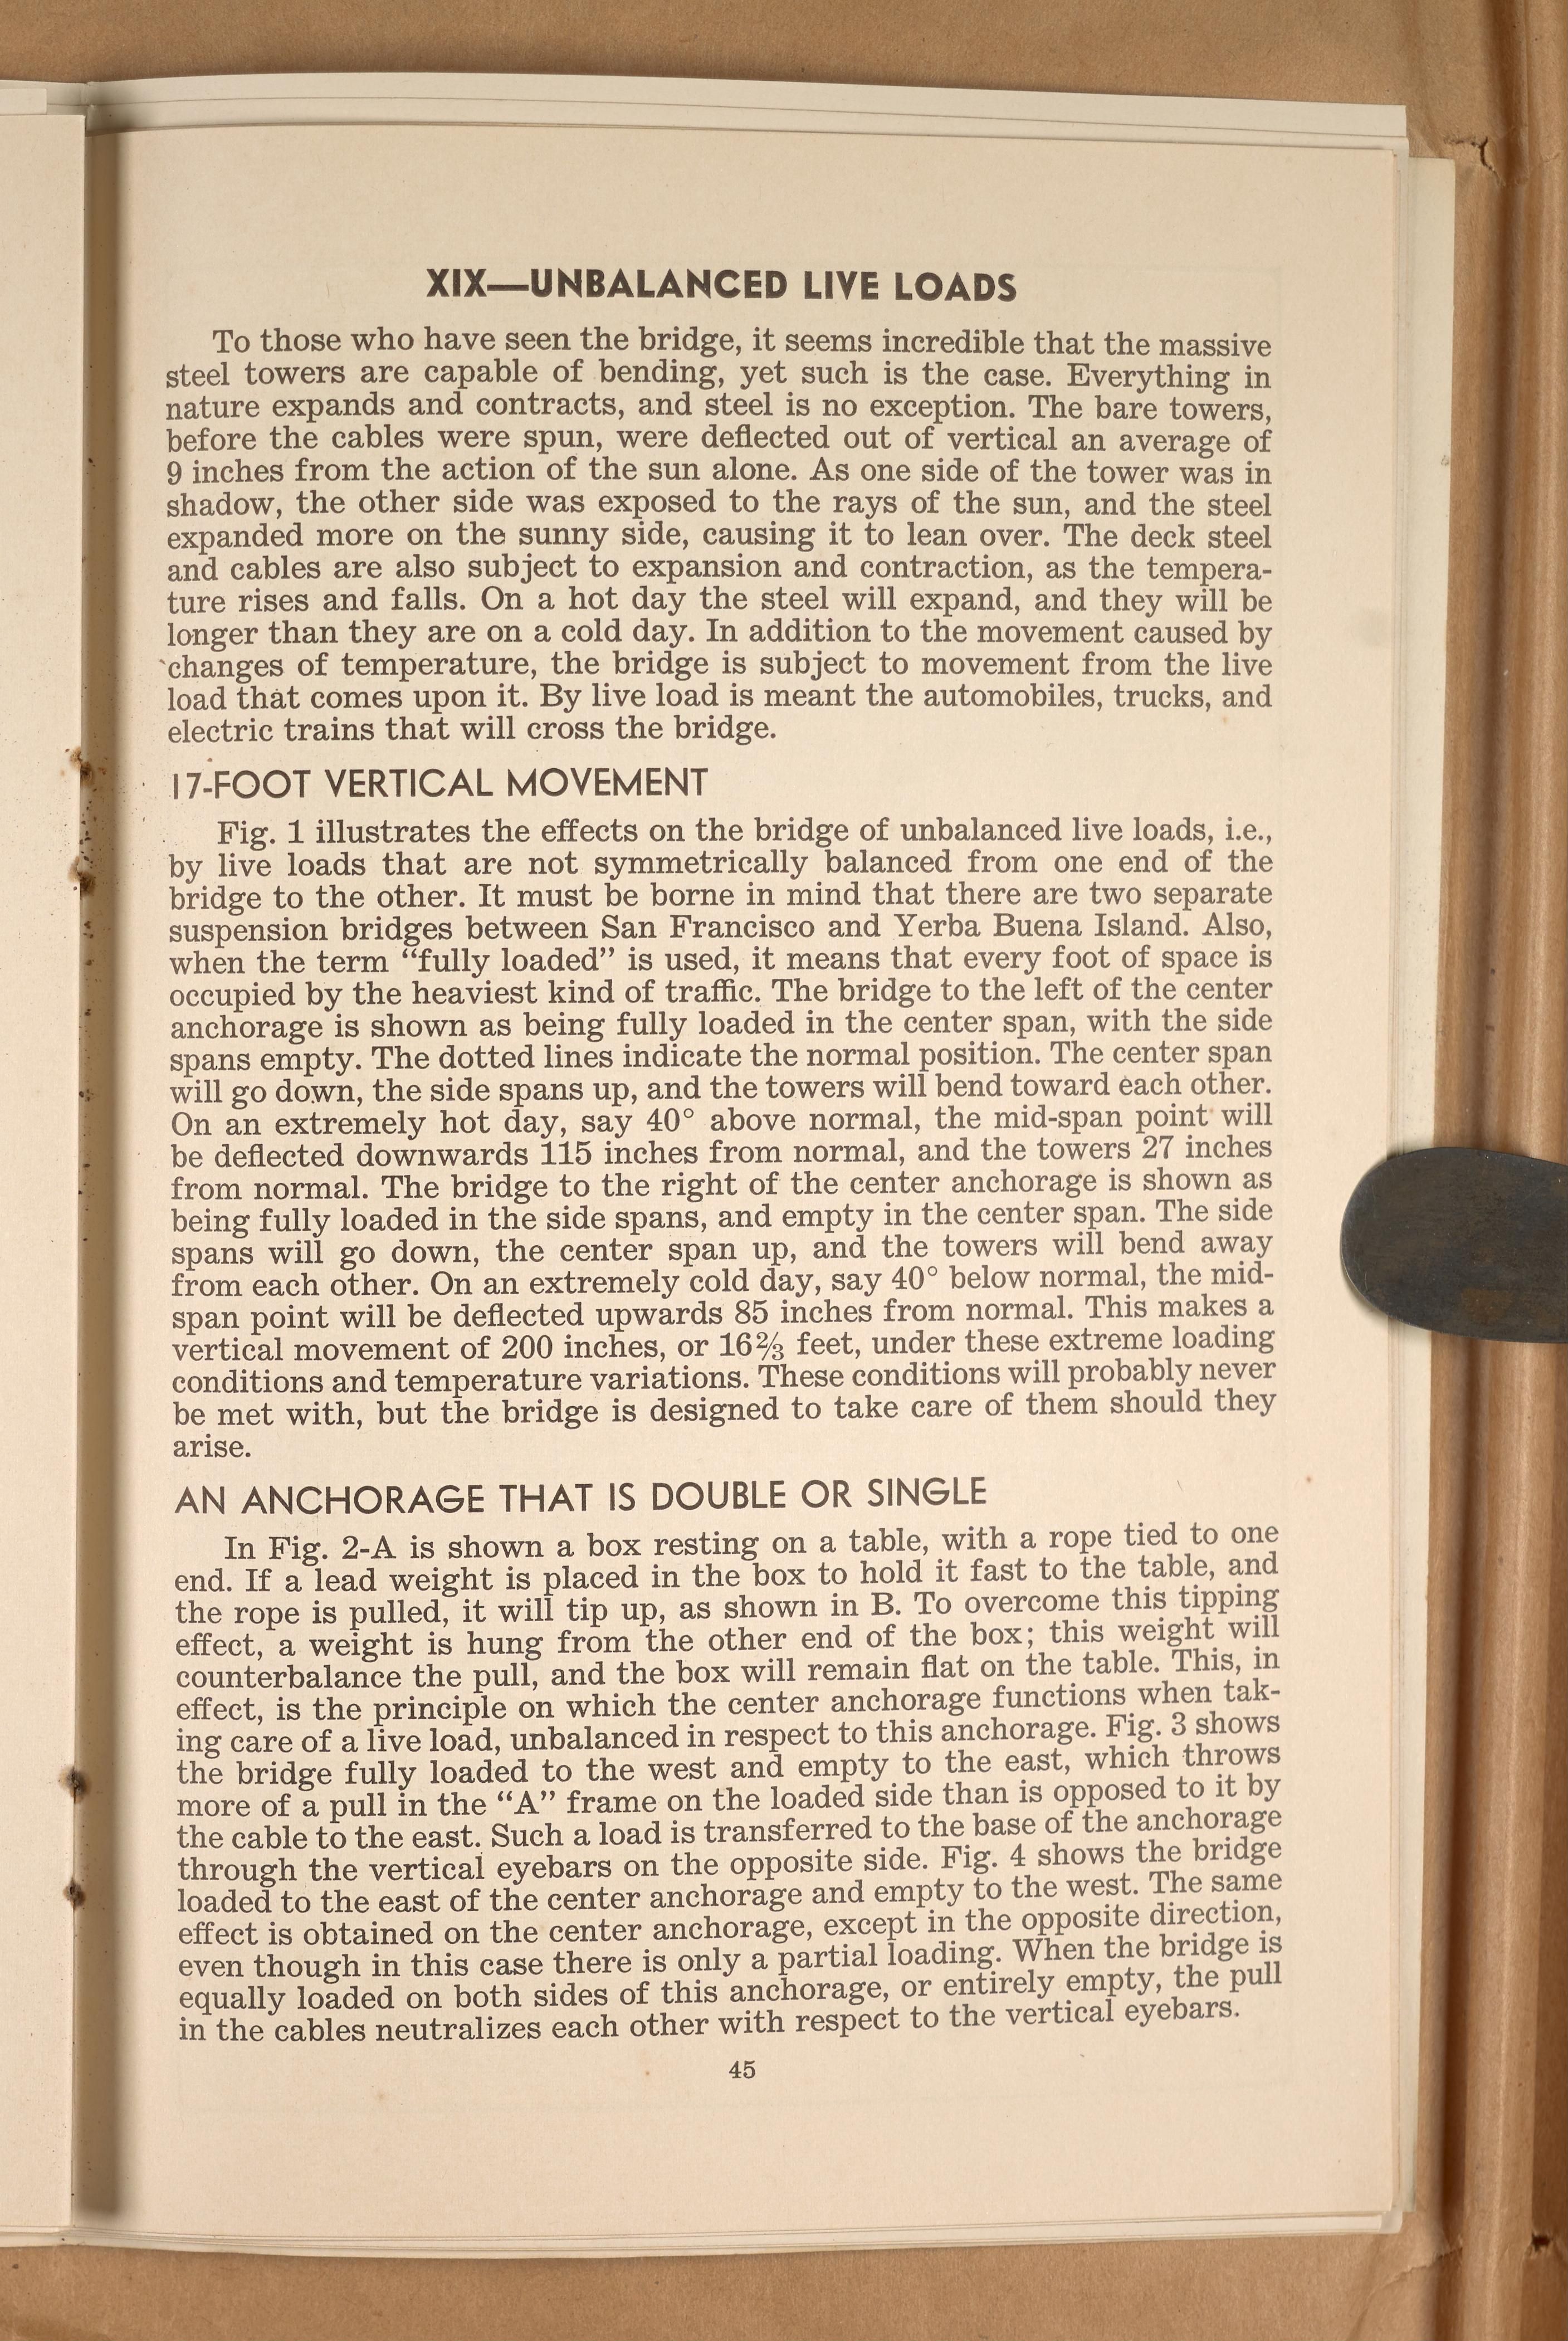 XIX—UNBALANCED LIVE LOADS
To those who have seen the bridge, it seems incredible that the massive
steel towers are capable of bending, yet such is the case. Everything in
nature expands and contracts, and steel is no exception. The bare towers,
before the cables were spun, were deflected out of vertical an average of
9 inches from the action of the sun alone. As one side of the tower was in
shadow, the other side was exposed to the rays of the sun, and the steel
expanded more on the sunny side, causing it to lean over. The deck steel
and cables are also subject to expansion and contraction, as the tempera-
ture rises and falls. On a hot day the steel will expand, and they will be
longer than they are on a cold day. In addition to the movement caused by
changes of temperature, the bridge is subject to movement from the live
load that comes upon it. By live load is meant the automobiles, trucks, and
electric trains that will cross the bridge.
17-FOOT VERTICAL MOVEMENT
Fig. 1 illustrates the effects on the bridge of unbalanced live loads, i.e.,
by live loads that are not symmetrically balanced from one end of the
bridge to the other. It must be borne in mind that there are two separate
suspension bridges between San Francisco and Yerba Buena Island. Also,
when the term “fully loaded” is used, it means that every foot of space is
occupied by the heaviest kind of traffic. The bridge to the left of the center
anchorage is shown as being fully loaded in the center span, with the side
spans empty. The dotted lines indicate the normal position. The center span
will go down, the side spans up, and the towers will bend toward each other.
On an extremely hot day, say 40° above normal, the mid-span point will
be deflected downwards 115 inches from normal, and the towers 27 inches
from normal. The bridge to the right of the center anchorage is shown as
being fully loaded in the side spans, and empty in the center span. The side
spans will go down, the center span up, and the towers will bend away
from each other. On an extremely cold day, say 40° below normal, the mid-
span point will be deflected upwards 85 inches from normal. This makes a
vertical movement of 200 inches, or 16⅔ feet, under these extreme loading
conditions and temperature variations. These conditions will probably never
be met with, but the bridge is designed to take care of them should they
arise.
AN ANCHORAGE THAT IS DOUBLE OR SINGLE
In Fig. 2-A is shown a box resting on a table, with a rope tied to one
end. If a lead weight is placed in the box to hold it fast to the table, and
the rope is pulled, it will tip up, as shown in B. To overcome this tipping
effect, a weight is hung from the other end of the box; this weight will
counterbalance the pull, and the box will remain flat on the table. This, in
effect, is the principle on which the center anchorage functions when tak-
ing care of a live load, unbalanced in respect to this anchorage. Fig. 3 shows
the bridge fully loaded to the west and empty to the east, which throws
more of a pull in the “A” frame on the loaded side than is opposed to it by
the cable to the east. Such a load is transferred to the base of the anchorage
through the vertical eyebars on the opposite side. Fig. 4 shows the bridge
loaded to the east of the center anchorage and empty to the west. The same
effect is obtained on the center anchorage, except in the opposite direction,
even though in this case there is only a partial loading. When the bridge is
equally loaded on both sides of this anchorage, or entirely empty, the pull
in the cables neutralizes each other with respect to the vertical eyebars.
45